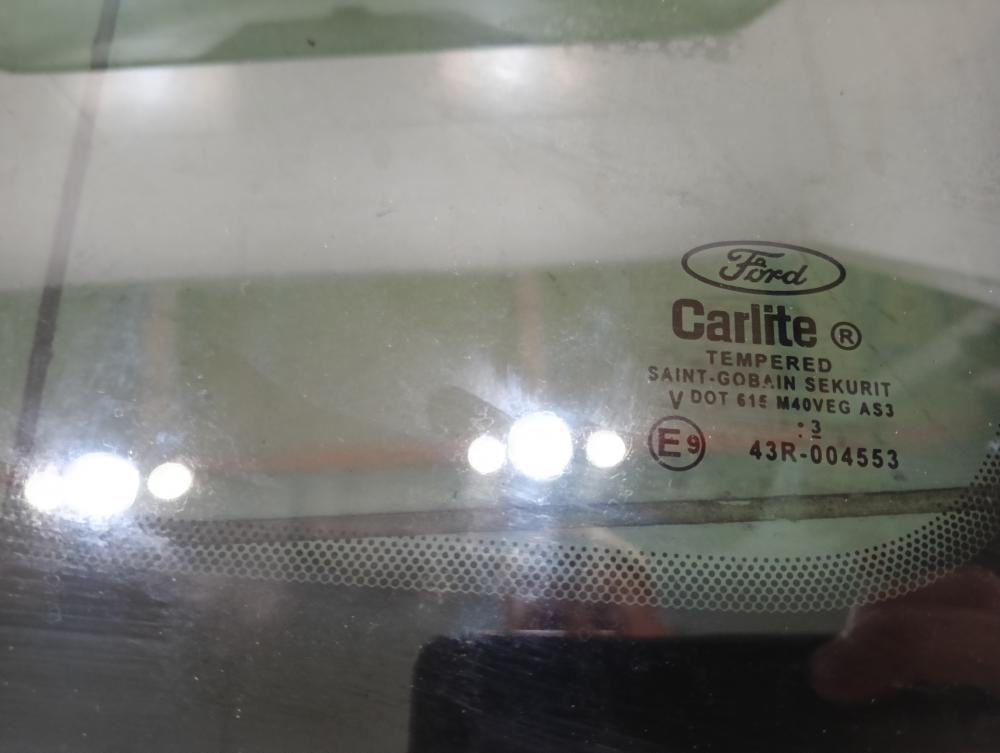 Ford
Carlite ®
TEMPERED
SAINT-GOBAIN SEKURIT
V DOT 615 M40VEG AS3
3
E9 43R-004553